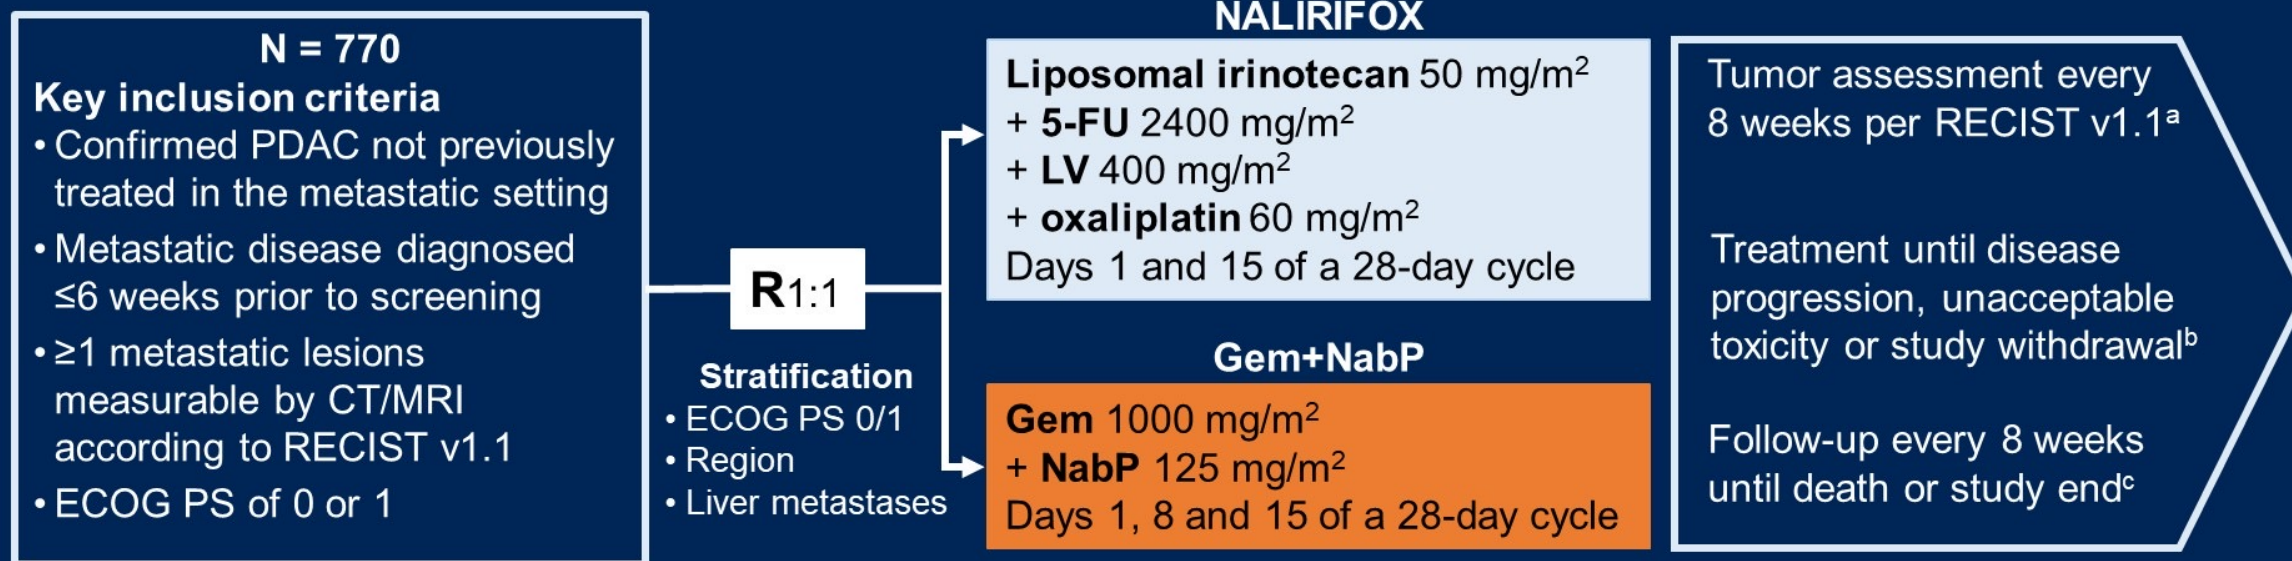 N = 770
Key inclusion criteria
• Confirmed PDAC not previously
treated in the metastatic setting
• Metastatic disease diagnosed
≤6 weeks prior to screening
• ≥1 metastatic lesions
measurable by CT/MRI
according to RECIST v1.1
• ECOG PS of 0 or 1
R1:1
Stratification
• ECOG PS 0/1
• Region
• Liver metastases
NALIRIFOX
Liposomal irinotecan 50 mg/m²
+ 5-FU 2400 mg/m²
+ LV 400 mg/m²
+ oxaliplatin 60 mg/m²
Days 1 and 15 of a 28-day cycle
Gem+NabP
Gem 1000 mg/m²
+ NabP 125 mg/m²
Days 1, 8 and 15 of a 28-day cycle
Tumor assessment every
8 weeks per RECIST v1.1ᵃ
Treatment until disease
progression, unacceptable
toxicity or study withdrawalᵇ
Follow-up every 8 weeks
until death or study endᶜ